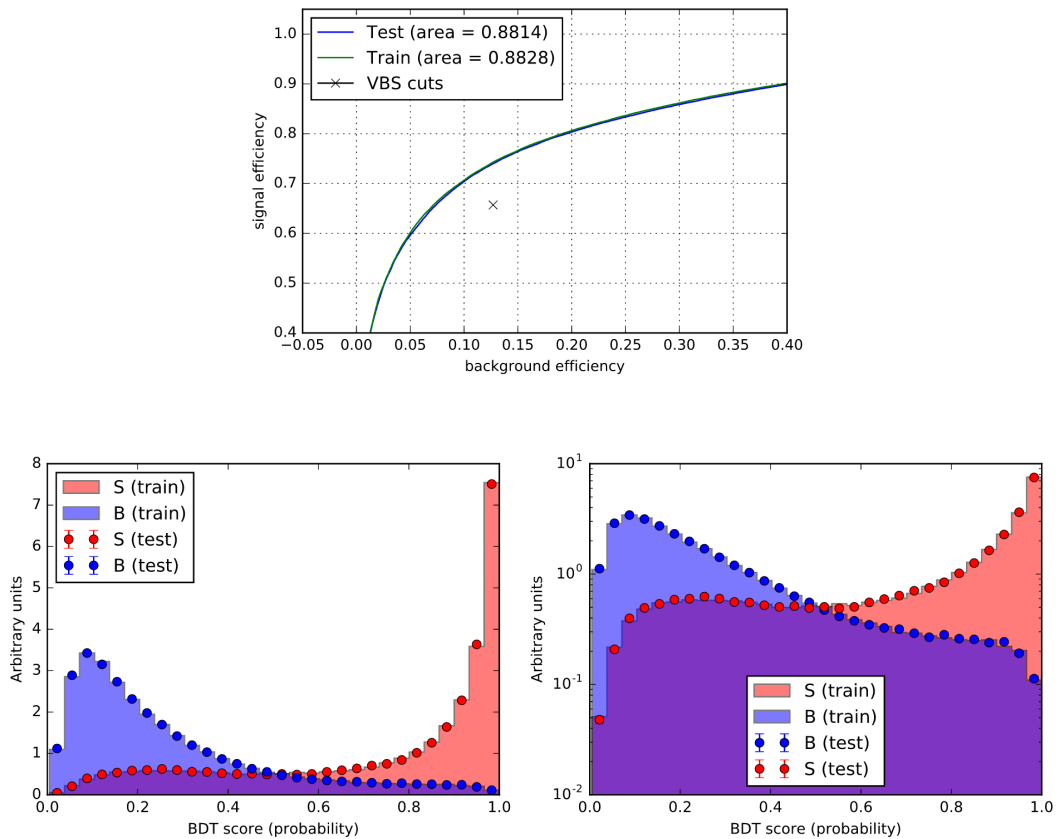 Test (area = 0.8814)
Train (area = 0.8828)
VBS cuts
signal efficiency
1.0
0.9
0.8
0.7
0.6
0.5
0.4
−0.05 0.00 0.05 0.10 0.15 0.20 0.25 0.30 0.35 0.40
background efficiency
S (train)
B (train)
S (test)
B (test)
Arbitrary units
8
7
6
5
4
3
2
1
0
0.0 0.2 0.4 0.6 0.8 1.0
BDT score (probability)
Arbitrary units
10^1
10^0
10^-1
10^-2
S (train)
B (train)
B (test)
S (test)
0.0 0.2 0.4 0.6 0.8 1.0
BDT score (probability)